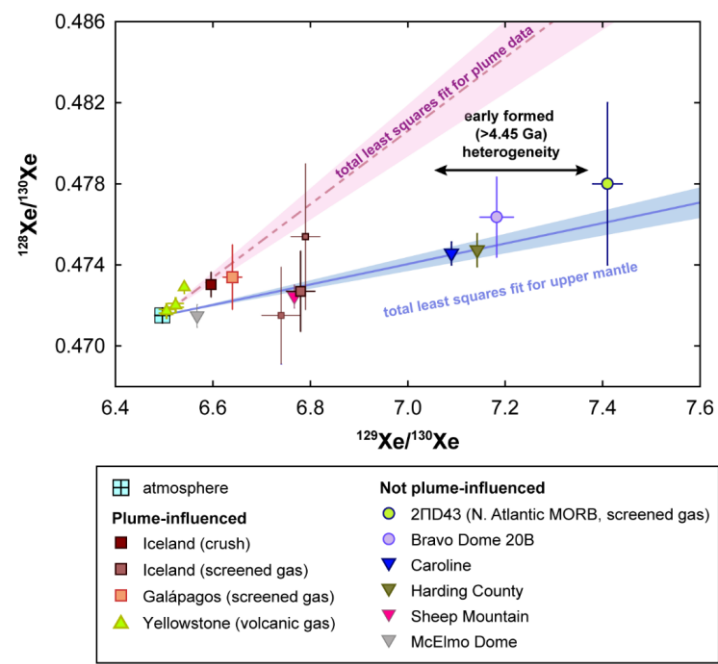 0.486
0.482
0.478
0.474
0.470
¹²⁸Xe/¹³⁰Xe
total least squares fit for plume data
early formed
(>4.45 Ga)
heterogeneity
total least squares fit for upper mantle
6.4 6.6 6.8 7.0 7.2 7.4 7.6
¹²⁹Xe/¹³⁰Xe
atmosphere
Plume-influenced
Iceland (crush)
Iceland (screened gas)
Galápagos (screened gas)
Yellowstone (volcanic gas)
Not plume-influenced
2ΠD43 (N. Atlantic MORB, screened gas)
Bravo Dome 20B
Caroline
Harding County
Sheep Mountain
McElmo Dome